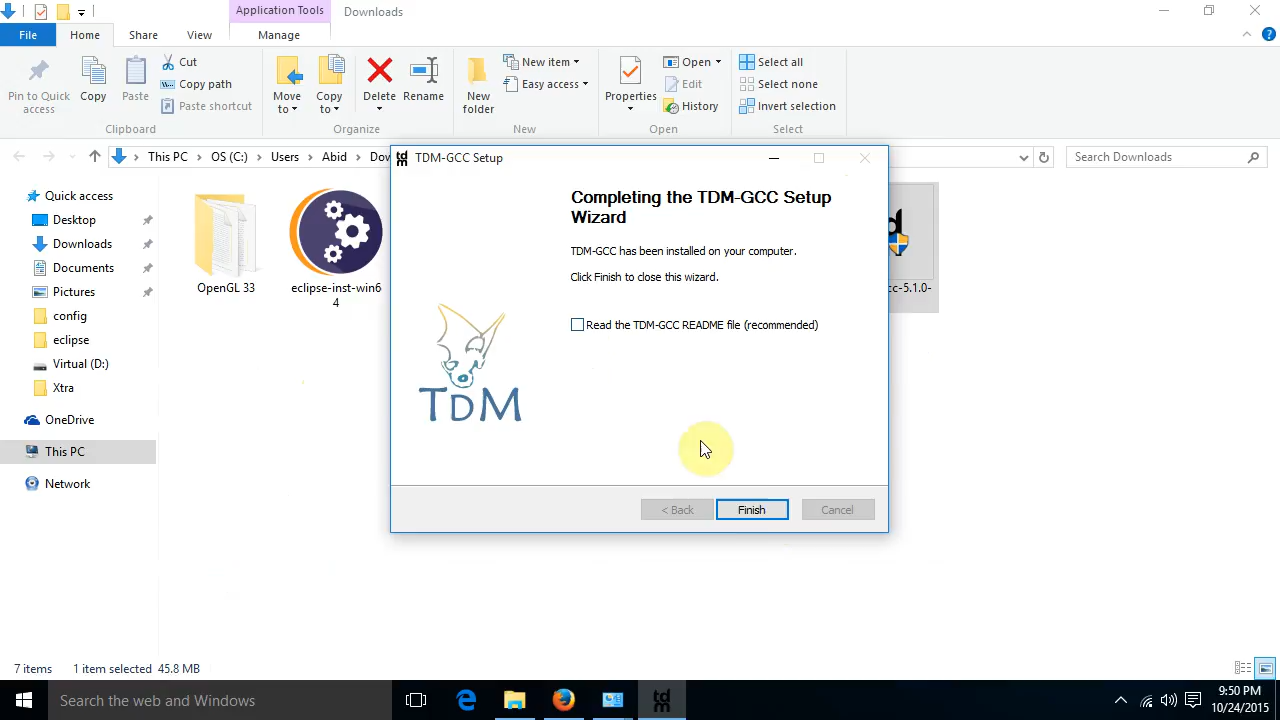 Application Tools
Downloads
File
Home
Share
View
Manage
Pin to Quick access
Copy
Paste
Cut
Copy path
Paste shortcut
Clipboard
Move to
Copy to
Delete
Rename
Organize
New folder
New item
Easy access
New
Properties
Open
Edit
History
Open
Select all
Select none
Invert selection
Select
This PC
OS (C:)
Users
Abid
Search Downloads
Quick access
Desktop
Downloads
Documents
Pictures
config
eclipse
Virtual (D:)
Xtra
OneDrive
This PC
Network
OpenGL 33
eclipse-inst-win6
4
cc-5.1.0-
TDM-GCC Setup
Completing the TDM-GCC Setup
Wizard
TDM-GCC has been installed on your computer.
Click Finish to close this wizard.
Read the TDM-GCC README file (recommended)
TDM
< Back
Finish
Cancel
7 items
1 item selected
45.8 MB
Search the web and Windows
tdm
9:50 PM
10/24/2015